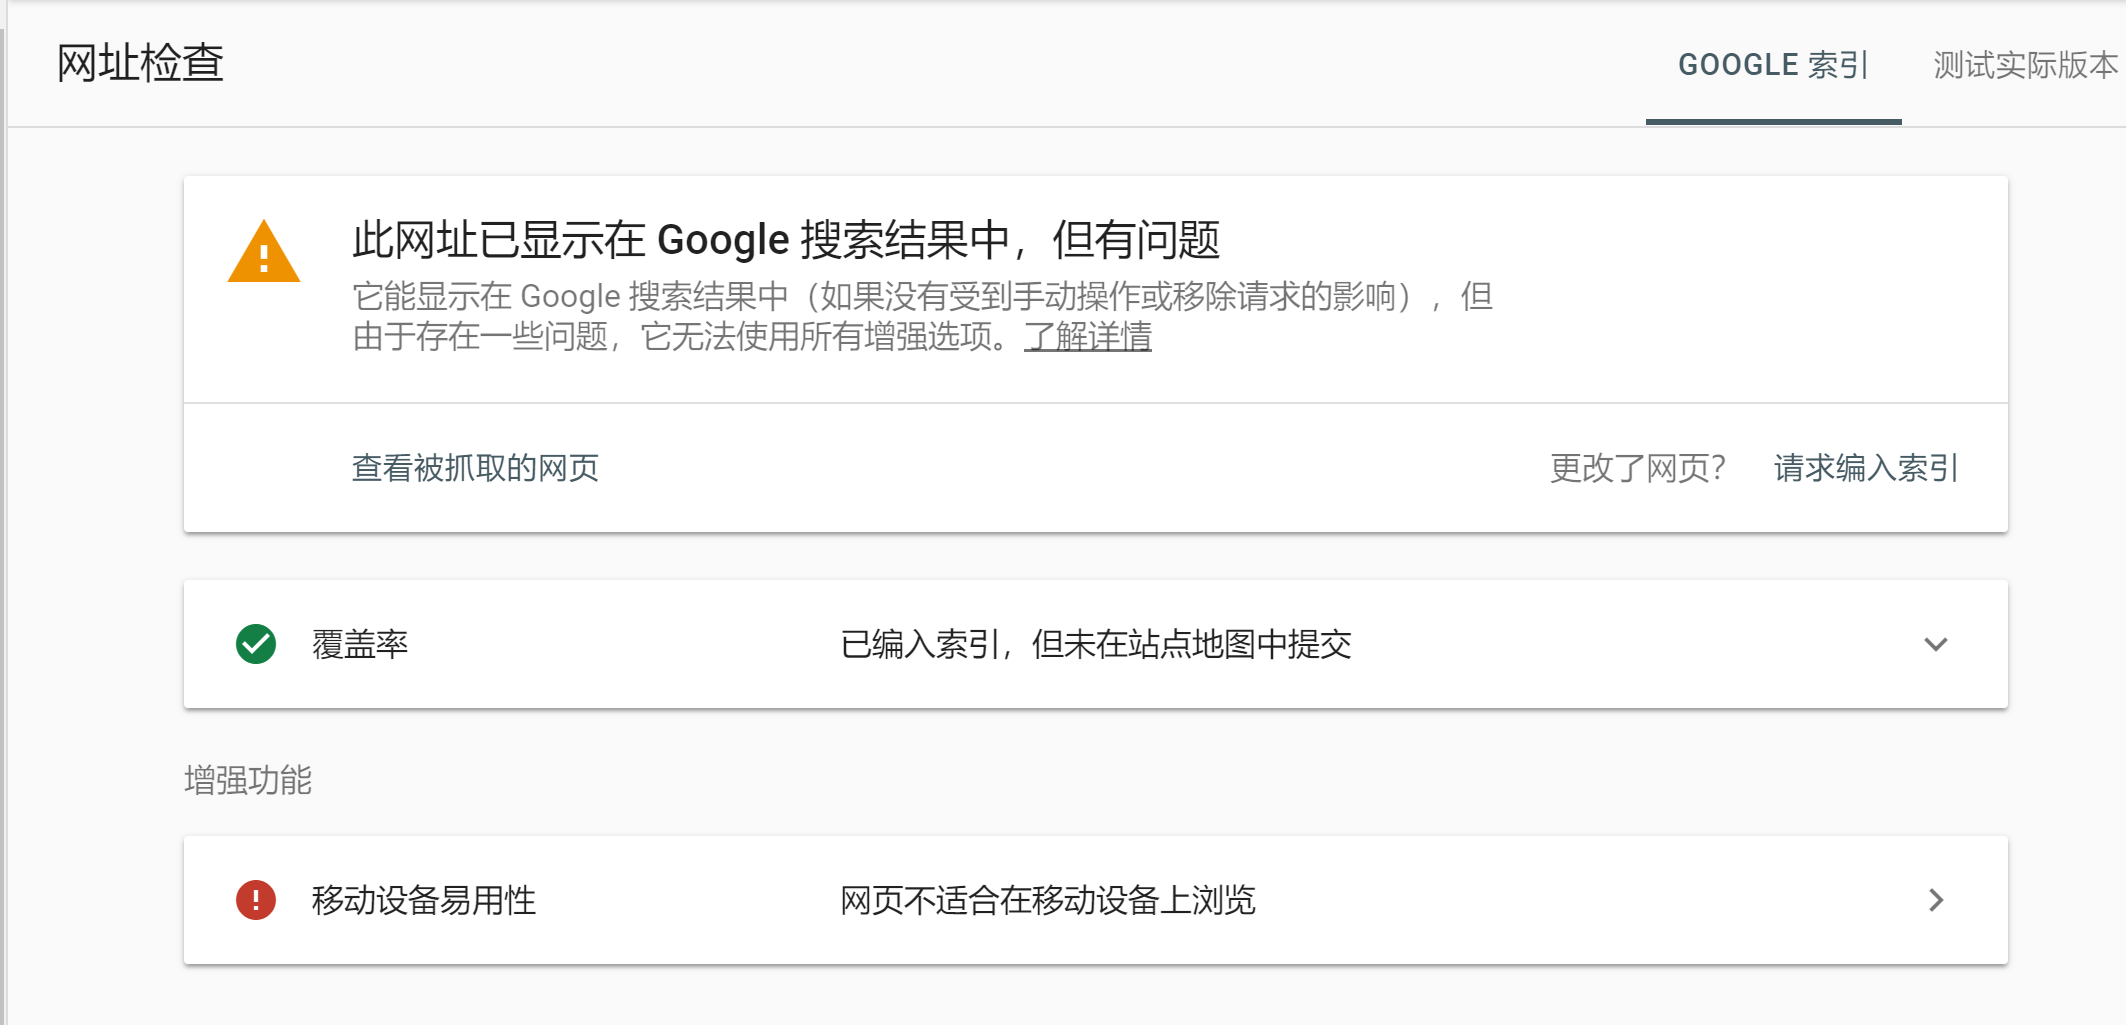 网址检查
GOOGLE 索引
测试实际版本
此网址已显示在 Google 搜索结果中，但有问题
它能显示在 Google 搜索结果中（如果没有受到手动操作或移除请求的影响），但
由于存在一些问题，它无法使用所有增强选项。了解详情
查看被抓取的网页
更改了网页？
请求编入索引
覆盖率
已编入索引，但未在站点地图中提交
增强功能
移动设备易用性
网页不适合在移动设备上浏览